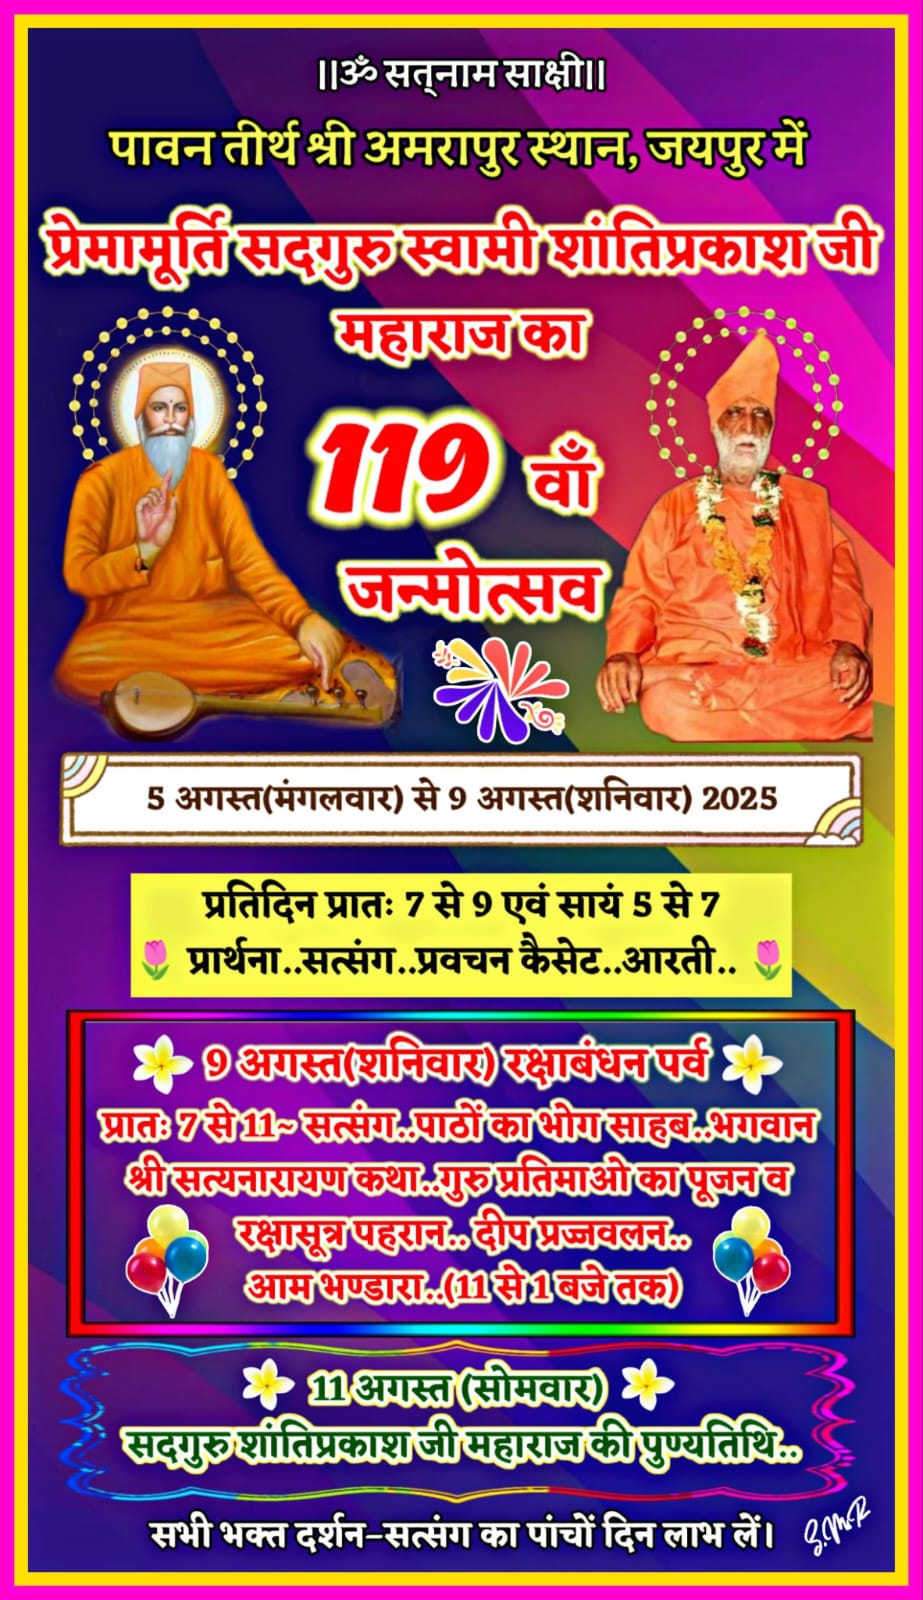 ||ॐ सत्नाम साक्षी||
पावन तीर्थ श्री अमरापुर स्थान, जयपुर में
प्रेमामूर्ति सदगुरु स्वामी शांतिप्रकाश जी
महाराज का
119 वाँ
जन्मोत्सव
5 अगस्त(मंगलवार) से 9 अगस्त(शनिवार) 2025
प्रतिदिन प्रातः 7 से 9 एवं सायं 5 से 7
प्रार्थना..सत्संग..प्रवचन कैसेट..आरती..
9 अगस्त(शनिवार) रक्षाबंधन पर्व
प्रातः 7 से 11~ सत्संग..पाठों का भोग साहब..भगवान
श्री सत्यनारायण कथा..गुरु प्रतिमाओ का पूजन व
रक्षासूत्र पहरान.. दीप प्रज्जवलन..
आम भण्डारा..(11 से 1 बजे तक)
11 अगस्त (सोमवार)
सदगुरु शांतिप्रकाश जी महाराज की पुण्यतिथि..
सभी भक्त दर्शन–सत्संग का पांचों दिन लाभ लें।
S.M.R